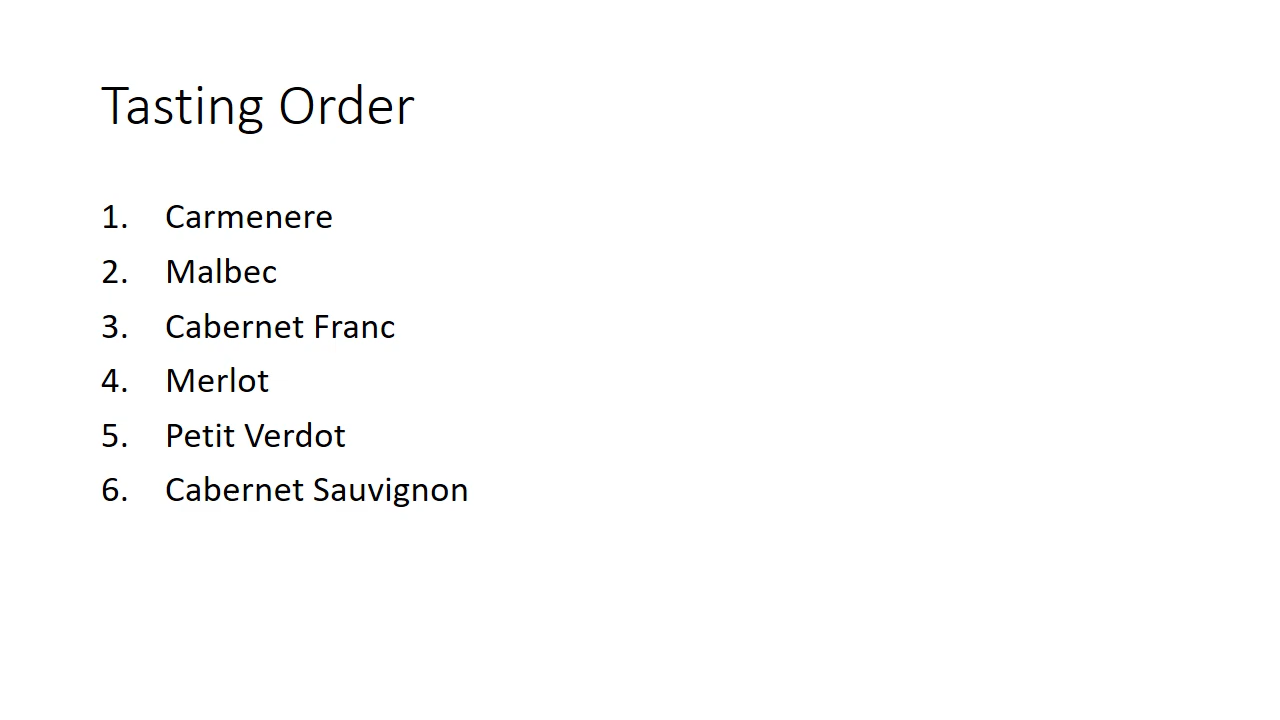 Tasting Order
1. Carmenere
2. Malbec
3. Cabernet Franc
4. Merlot
5. Petit Verdot
6. Cabernet Sauvignon